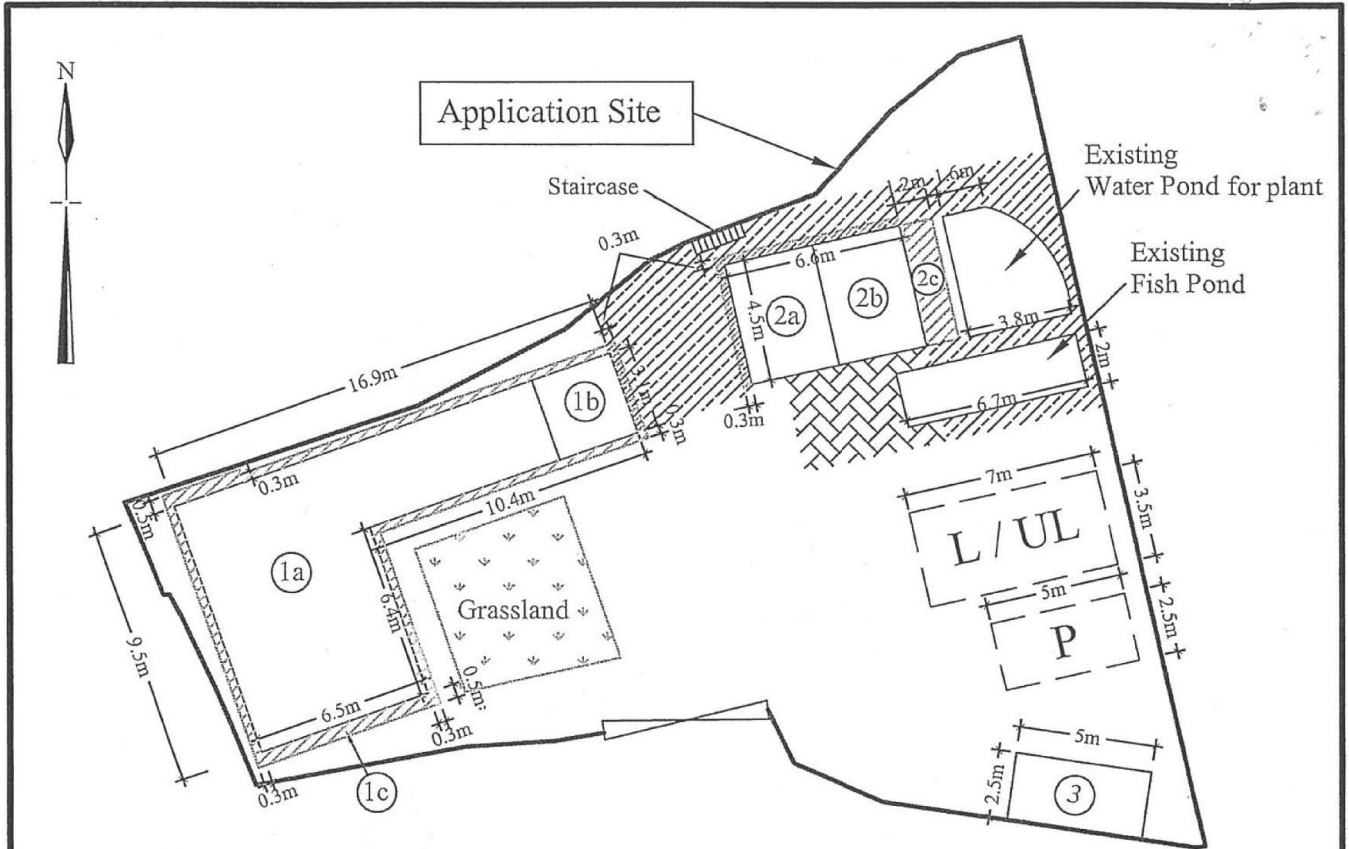 N
Application Site
Existing
Water Pond for plant
Staircase
.2m
.6m
Existing
Fish Pond
0.3m
6.6m
2a
2b
2c
4.5m
3.8m
2m
16.9m
1b
0.3m
0.3m
6.7m
0.3m
0.5m
10.4m
7m
3.5m
L / UL
1a
6.4m
Grassland
5m
2.5m
P
9.5m
6.5m
0.5m
0.3m
0.3m
1c
5m
2.5m
3